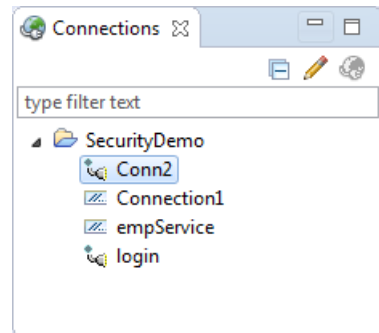 Connections
type filter text
SecurityDemo
Conn2
Connection1
empService
login